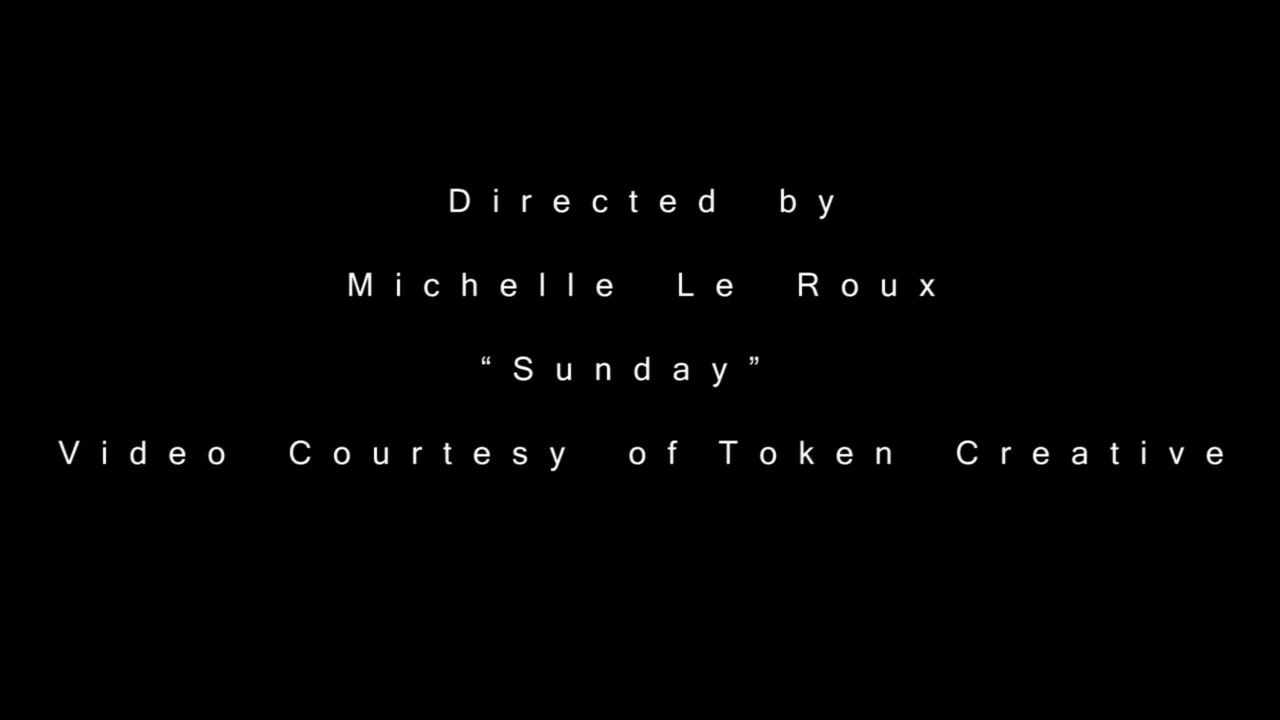 Directed by
Michelle Le Roux
“Sunday”
Video Courtesy of Token Creative